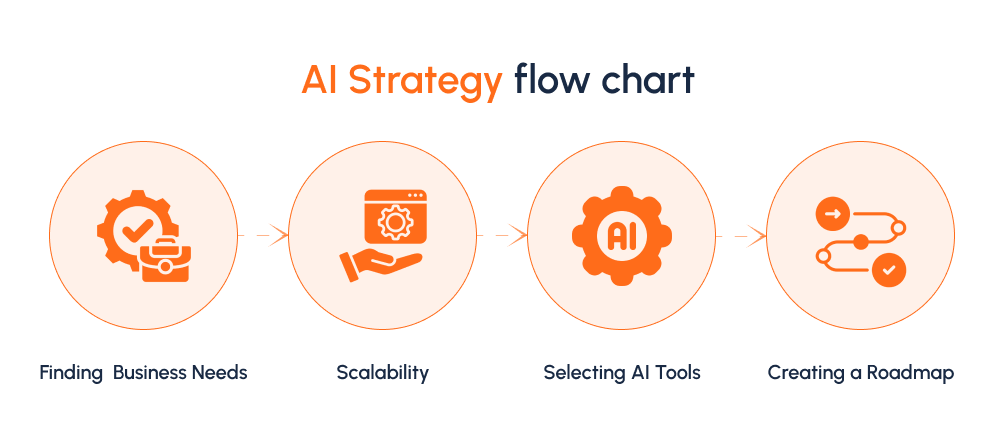 AI Strategy flow chart
AI
Finding  Business Needs
Scalability
Selecting AI Tools
Creating a Roadmap